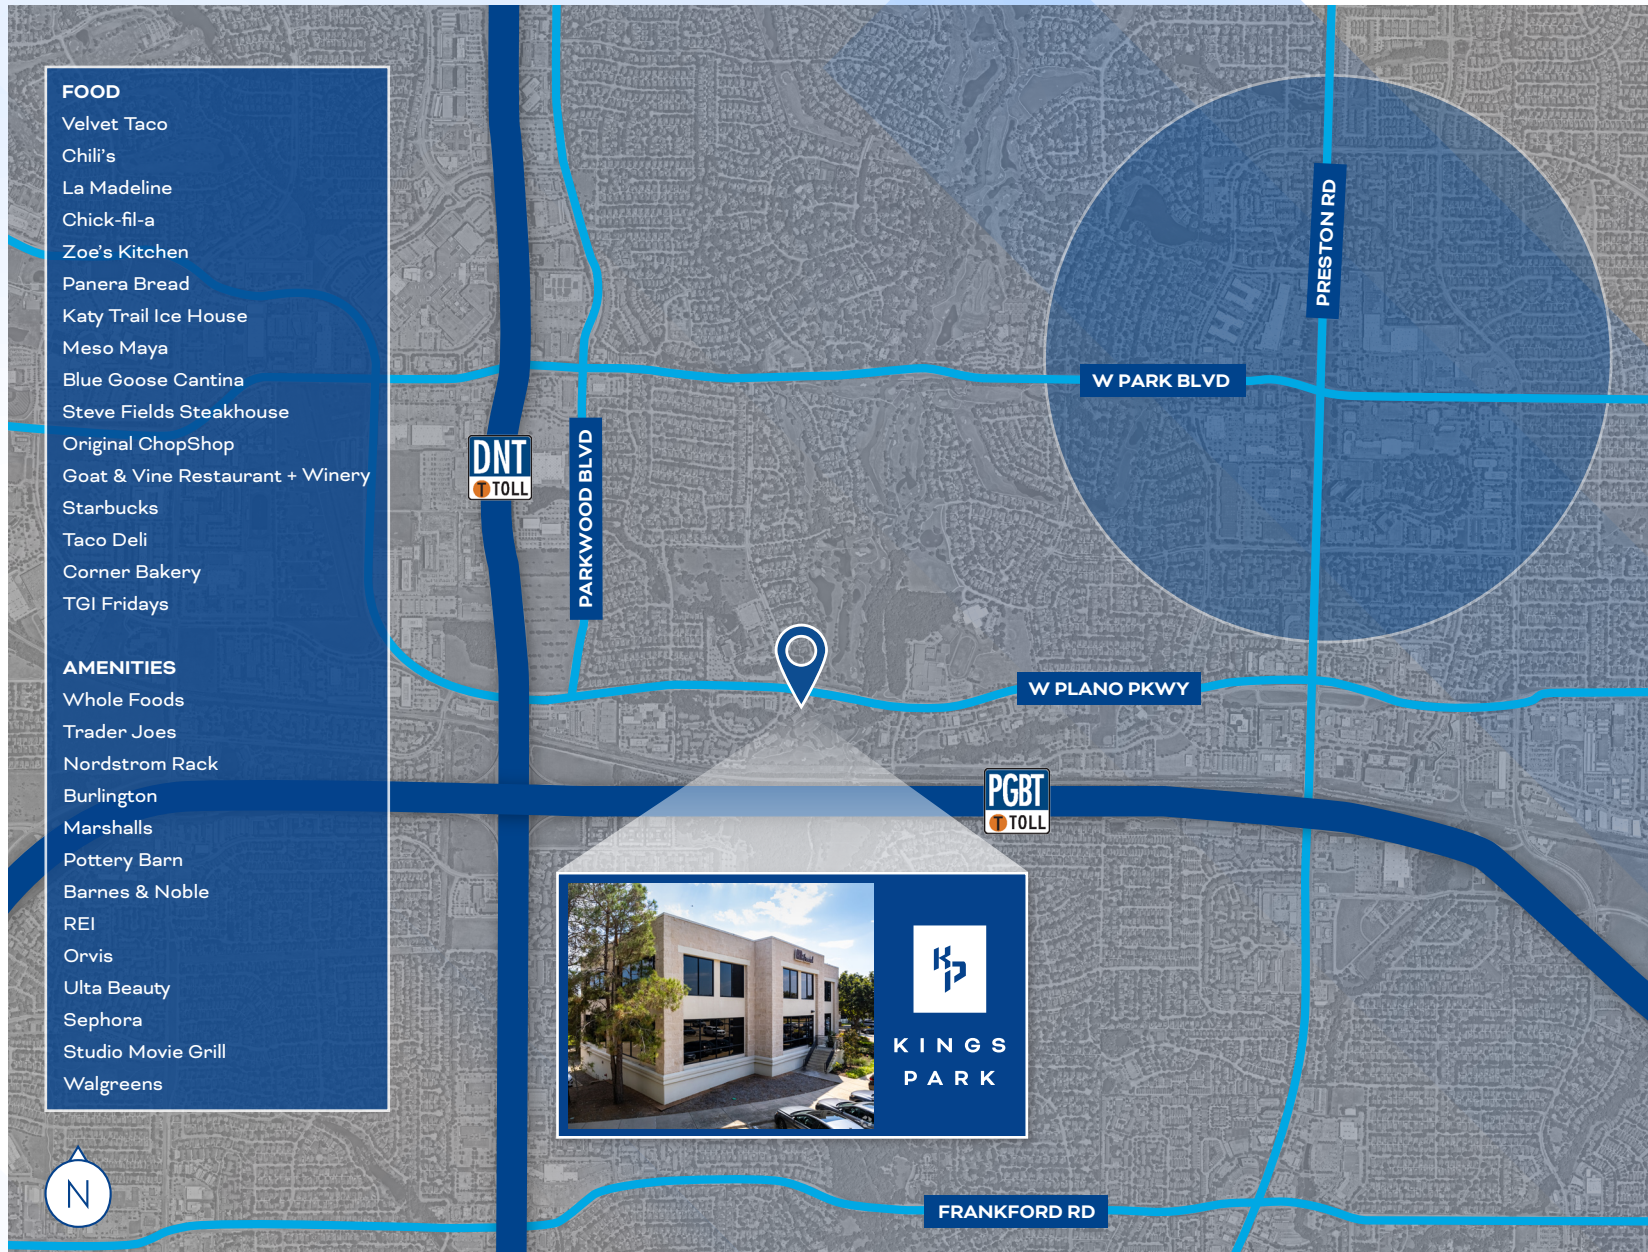 FOOD
Velvet Taco
Chili's
La Madeline
Chick-fil-a
Zoe's Kitchen
Panera Bread
Katy Trail Ice House
Meso Maya
Blue Goose Cantina
Steve Fields Steakhouse
Original ChopShop
Goat & Vine Restaurant + Winery
Starbucks
Taco Deli
Corner Bakery
TGI Fridays
AMENITIES
Whole Foods
Trader Joes
Nordstrom Rack
Burlington
Marshalls
Pottery Barn
Barnes & Noble
REI
Orvis
Ulta Beauty
Sephora
Studio Movie Grill
Walgreens
N
DNT
T TOLL
PARKWOOD BLVD
PRESTON RD
W PARK BLVD
W PLANO PKWY
PGBT
T TOLL
KP
KINGS
PARK
FRANKFORD RD